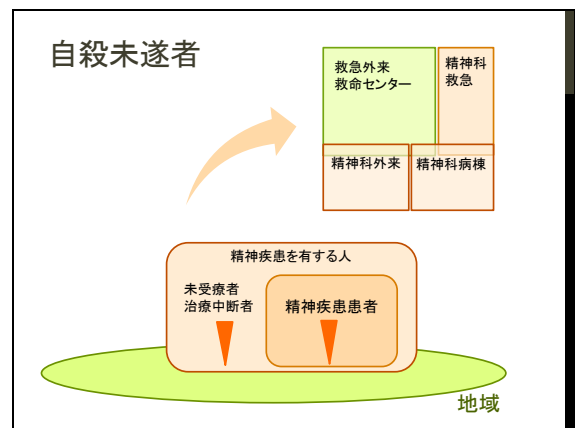 自殺未遂者
救急外来
救命センター
精神科
救急
精神科外来
精神科病棟
精神疾患を有する人
未受療者
治療中断者
精神疾患患者
地域